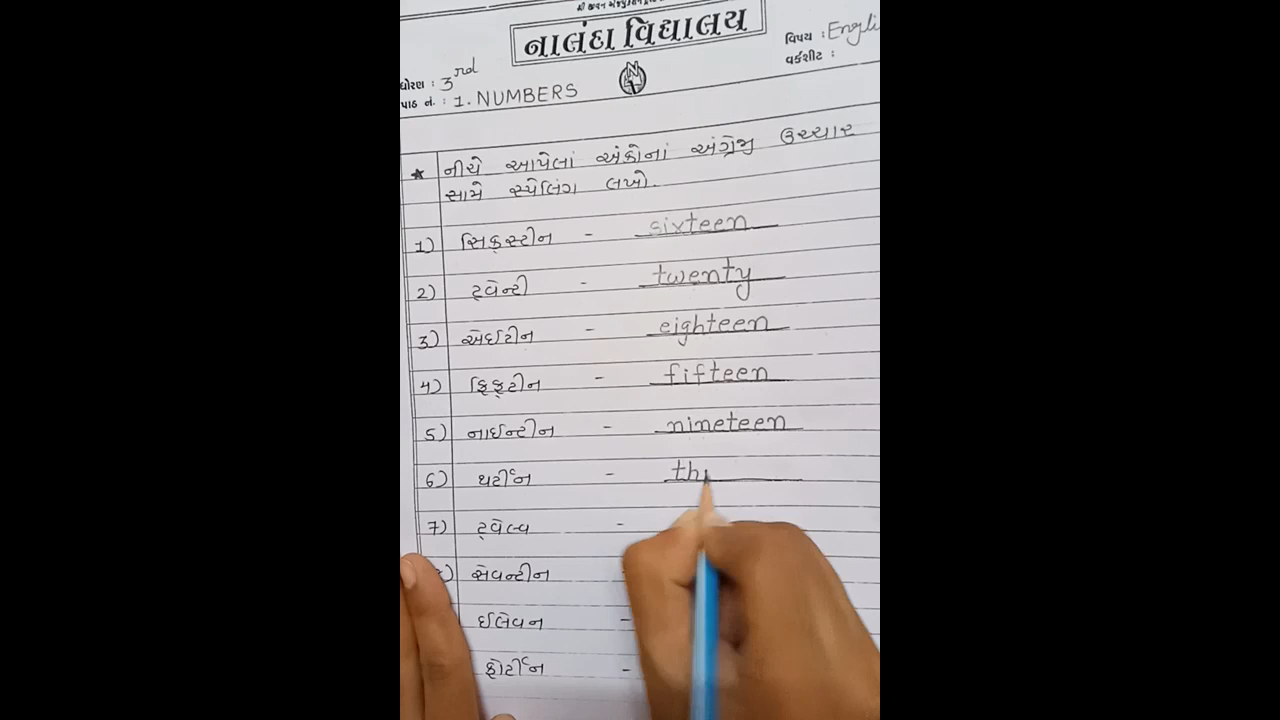 નાલંદા વિદ્યાલય
ધોરણ : 3rd
વિષય : Engli
પાઠ નં. : 1. NUMBERS
વર્કશીટ :
* નીચે આપેલાં અંકોનાં અંગ્રેજી ઉચ્ચાર
સામે સ્પેલિંગ લખો.
1) સિક્સ્ટીન - sixteen
2) ટ્વેન્ટી - twenty
3) એઈટીન - eighteen
4) ફિફ્ટીન - fifteen
5) નાઈન્ટીન - nineteen
6) થર્ટીન - thi
7) ટ્વેલ્વ -
સેવન્ટીન
ઈલેવન -
ફોર્ટીન -